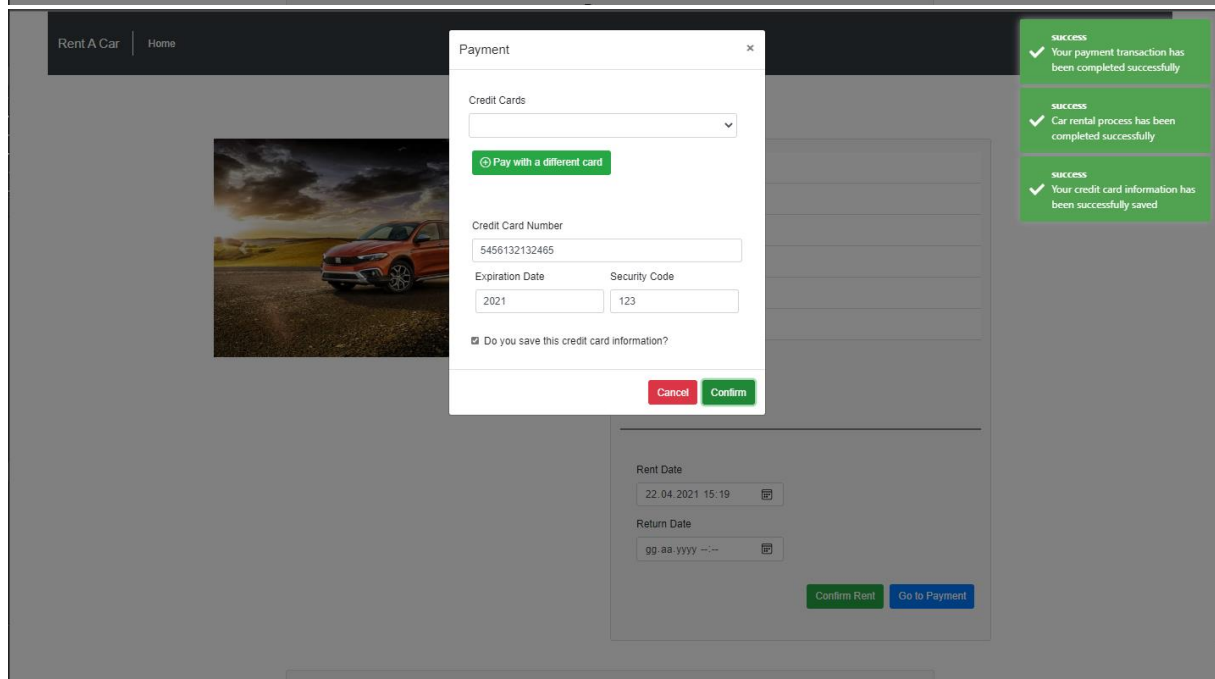 Rent A Car
Home
Payment
×
Credit Cards
Pay with a different card
Credit Card Number
5456132132465
Expiration Date
Security Code
2021
123
Do you save this credit card information?
Cancel
Confirm
success
Your payment transaction has
been completed successfully
success
Car rental process has been
completed successfully
success
Your credit card information has
been successfully saved
Rent Date
22.04.2021 15:19
Return Date
gg.aa.yyyy --:--
Confirm Rent
Go to Payment